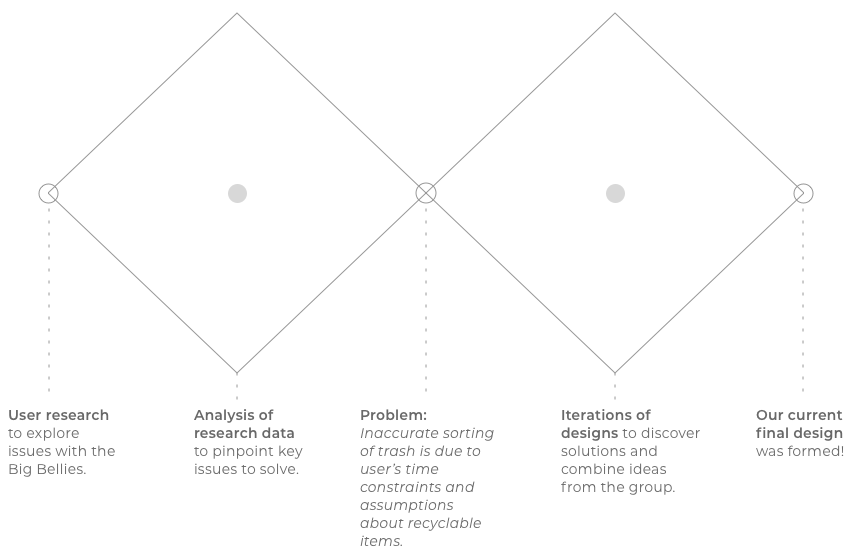 User research
to explore
issues with the
Big Bellies.
Analysis of
research data
to pinpoint key
issues to solve.
Problem:
Inaccurate sorting
of trash is due to
user’s time
constraints and
assumptions
about recyclable
items.
Iterations of
designs to discover
solutions and
combine ideas
from the group.
Our current
final design
was formed!